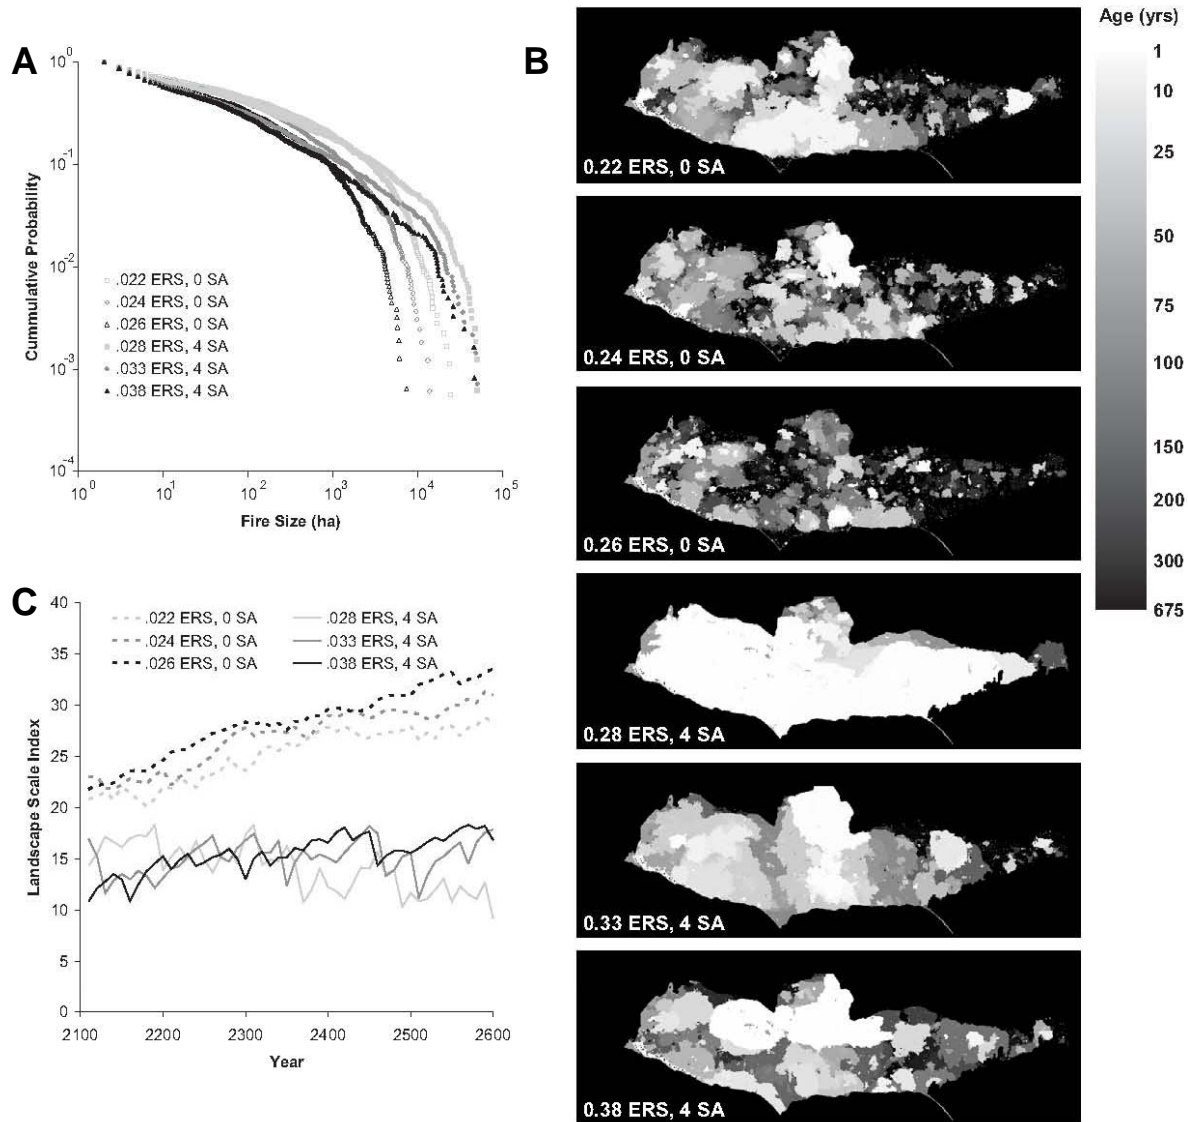 A
10^0
10^-1
10^-2
10^-3
10^-4
Cummulative Probability
.022 ERS, 0 SA
.024 ERS, 0 SA
.026 ERS, 0 SA
.028 ERS, 4 SA
.033 ERS, 4 SA
.038 ERS, 4 SA
10^0 10^1 10^2 10^3 10^4 10^5
Fire Size (ha)
B
0.22 ERS, 0 SA
0.24 ERS, 0 SA
0.26 ERS, 0 SA
0.28 ERS, 4 SA
0.33 ERS, 4 SA
0.38 ERS, 4 SA
Age (yrs)
1
10
25
50
75
100
150
200
300
675
C
40
35
30
25
20
15
10
5
0
Landscape Scale Index
.022 ERS, 0 SA
.024 ERS, 0 SA
.026 ERS, 0 SA
.028 ERS, 4 SA
.033 ERS, 4 SA
.038 ERS, 4 SA
2100 2200 2300 2400 2500 2600
Year